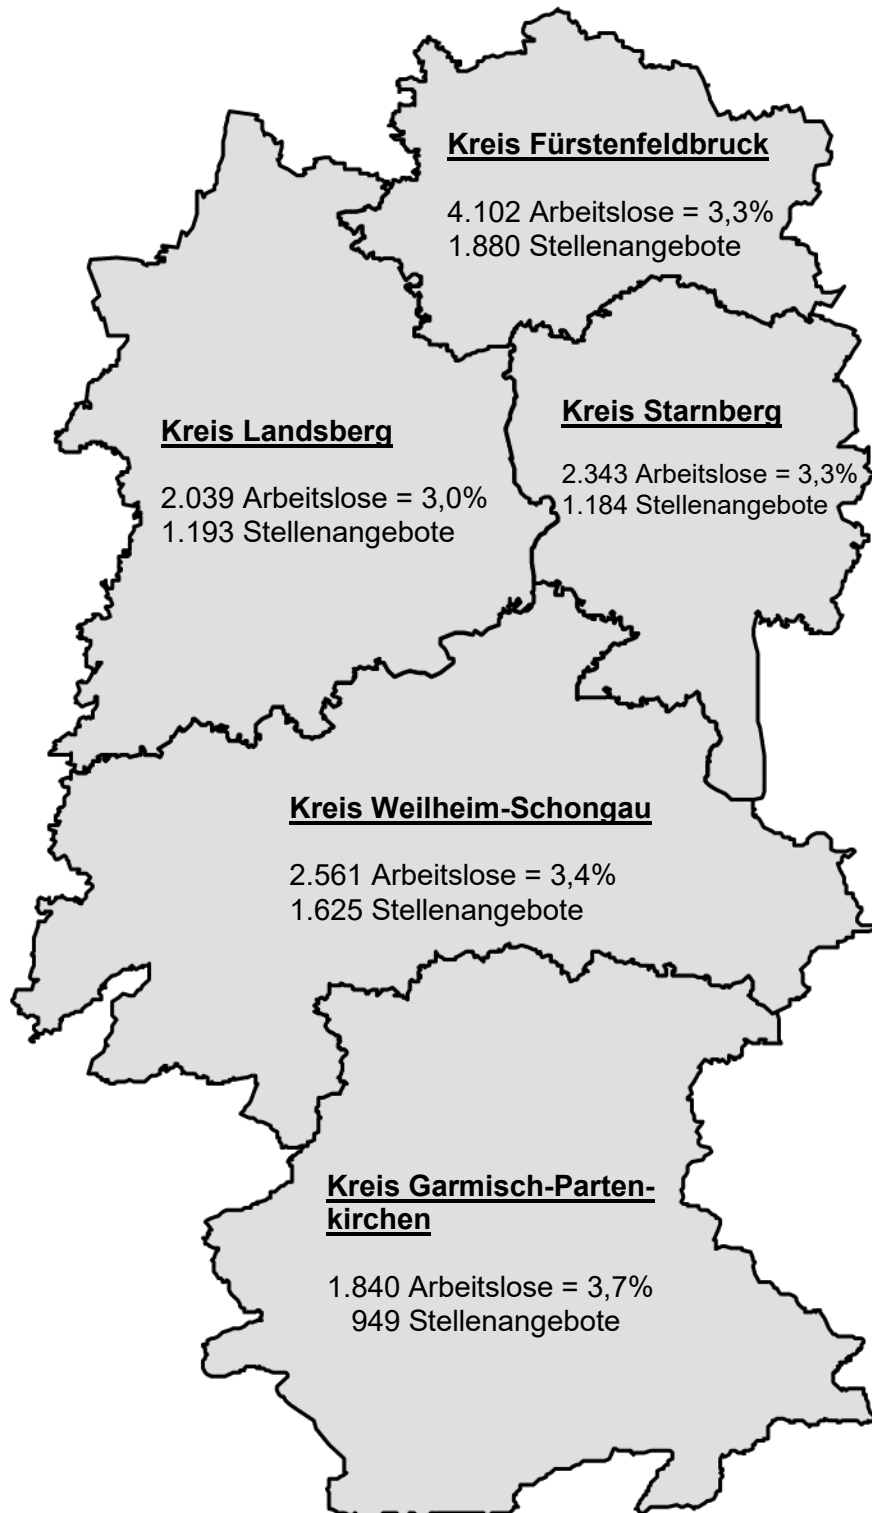 Kreis Fürstenfeldbruck
4.102 Arbeitslose = 3,3%
1.880 Stellenangebote
Kreis Starnberg
2.343 Arbeitslose = 3,3%
1.184 Stellenangebote
Kreis Landsberg
2.039 Arbeitslose = 3,0%
1.193 Stellenangebote
Kreis Weilheim-Schongau
2.561 Arbeitslose = 3,4%
1.625 Stellenangebote
Kreis Garmisch-Parten-
kirchen
1.840 Arbeitslose = 3,7%
949 Stellenangebote